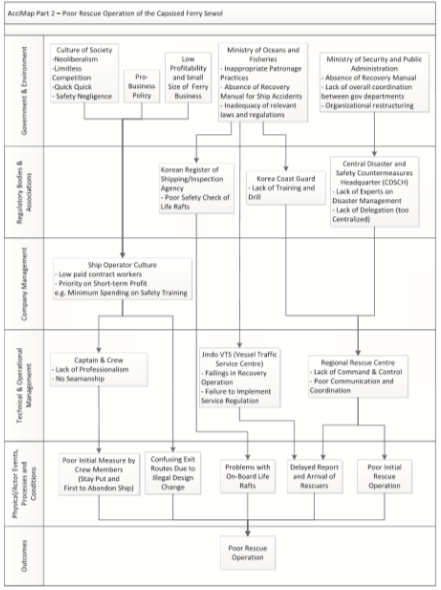 AcciMap Part 2 – Poor Rescue Operation of the Capsized Ferry Sewol
Government & Environment
Culture of Society
-Neoliberalism
-Limitless
Competition
-Quick Quick
- Safety Negligence
Pro-
Business
Policy
Low
Profitability
and Small
Size of Ferry
Business
Ministry of Oceans and
Fisheries
- Inappropriate Patronage
Practices
- Absence of Recovery
Manual for Ship Accidents
- Inadequacy of relevant
laws and regulations
Ministry of Security and Public
Administration
- Absence of Recovery Manual
- Lack of overall coordination
between gov departments
- Organizational restructuring
Regulatory Bodies &
Associations
Korean Register of
Shipping/Inspection
Agency
- Poor Safety Check of
Life Rafts
Korea Coast Guard
- Lack of Training and
Drill
Central Disaster and
Safety Countermeasures
Headquarter (CDSCH)
- Lack of Experts on
Disaster Management
- Lack of Delegation (too
Centralized)
Company Management
Ship Operator Culture
- Low paid contract workers
- Priority on Short-term Profit
e.g. Minimum Spending on Safety Training
Technical & Operational
Managememt
Captain & Crew
- Lack of Professionalism
- No Seamanship
Jindo VTS (Vessel Traffic
Service Centre)
- Failings in Recovery
Operation
- Failure to Implement
Service Regulation
Regional Rescue Centre
- Lack of Command & Control
- Poor Communication and
Coordination
Physical/Actor Events,
Processes and
Conditions
Poor Initial Measure by
Crew Members
(Stay Put and
First to Abandon Ship)
Confusing Exit
Routes Due to
Illegal Design
Change
Problems with
On-Board Life
Rafts
Delayed Report
and Arrival of
Rescuers
Poor Initial
Rescue
Operation
Outcomes
Poor Rescue
Operation